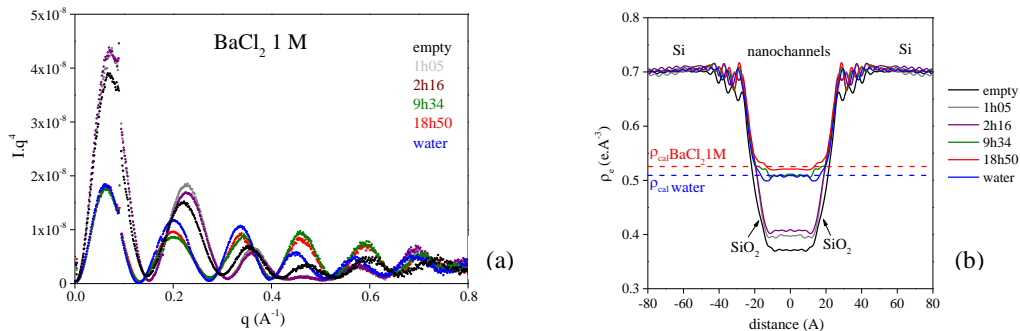 (a)
5x10⁻⁸
4x10⁻⁸
3x10⁻⁸
2x10⁻⁸
1x10⁻⁸
0
I.q⁴
BaCl₂ 1 M
empty
1h05
2h16
9h34
18h50
water
0.0 0.2 0.4 0.6 0.8
q (A⁻¹)
(a)
(b)
0.8
0.7
0.6
0.5
0.4
0.3
ρₑ (e.A⁻³)
Si nanochannels Si
ρcal BaCl₂ 1M
ρcal water
SiO₂ SiO₂
empty
1h05
2h16
9h34
18h50
water
-80 -60 -40 -20 0 20 40 60 80
distance (A)
(b)